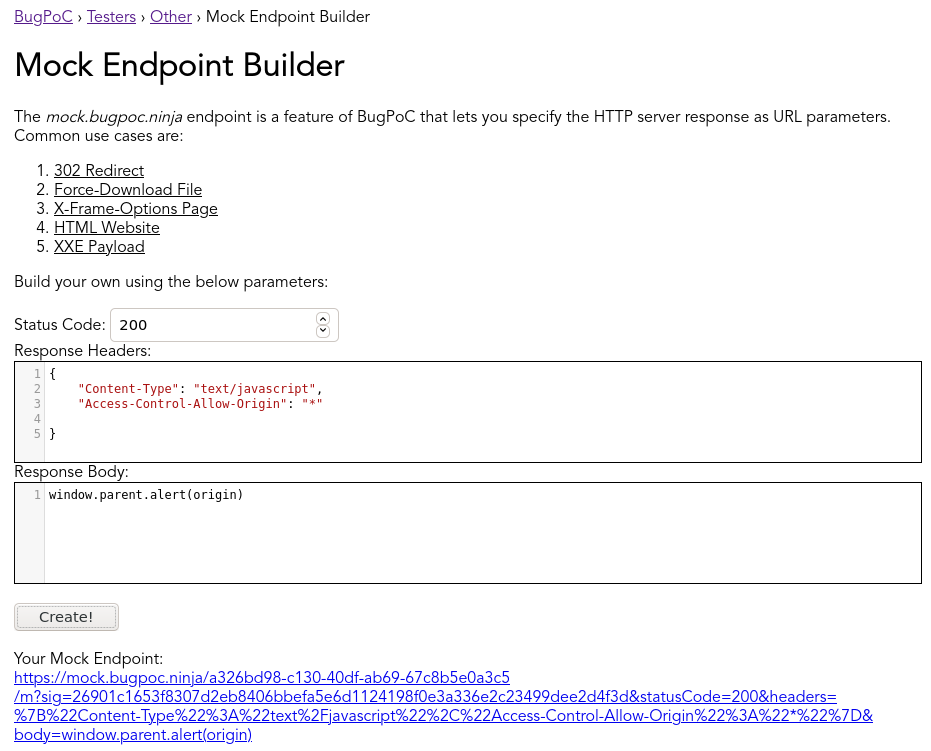 BugPoC › Testers › Other › Mock Endpoint Builder
Mock Endpoint Builder
The mock.bugpoc.ninja endpoint is a feature of BugPoC that lets you specify the HTTP server response as URL parameters.
Common use cases are:
1. 302 Redirect
2. Force-Download File
3. X-Frame-Options Page
4. HTML Website
5. XXE Payload
Build your own using the below parameters:
Status Code: 200
Response Headers:
1 {
2     "Content-Type": "text/javascript",
3     "Access-Control-Allow-Origin": "*"
4
5 }
Response Body:
1 window.parent.alert(origin)
Create!
Your Mock Endpoint:
https://mock.bugpoc.ninja/a326bd98-c130-40df-ab69-67c8b5e0a3c5
/m?sig=26901c1653f8307d2eb8406bbefa5e6d1124198f0e3a336e2c23499dee2d4f3d&statusCode=200&headers=
%7B%22Content-Type%22%3A%22text%2Fjavascript%22%2C%22Access-Control-Allow-Origin%22%3A%22*%22%7D&
body=window.parent.alert(origin)